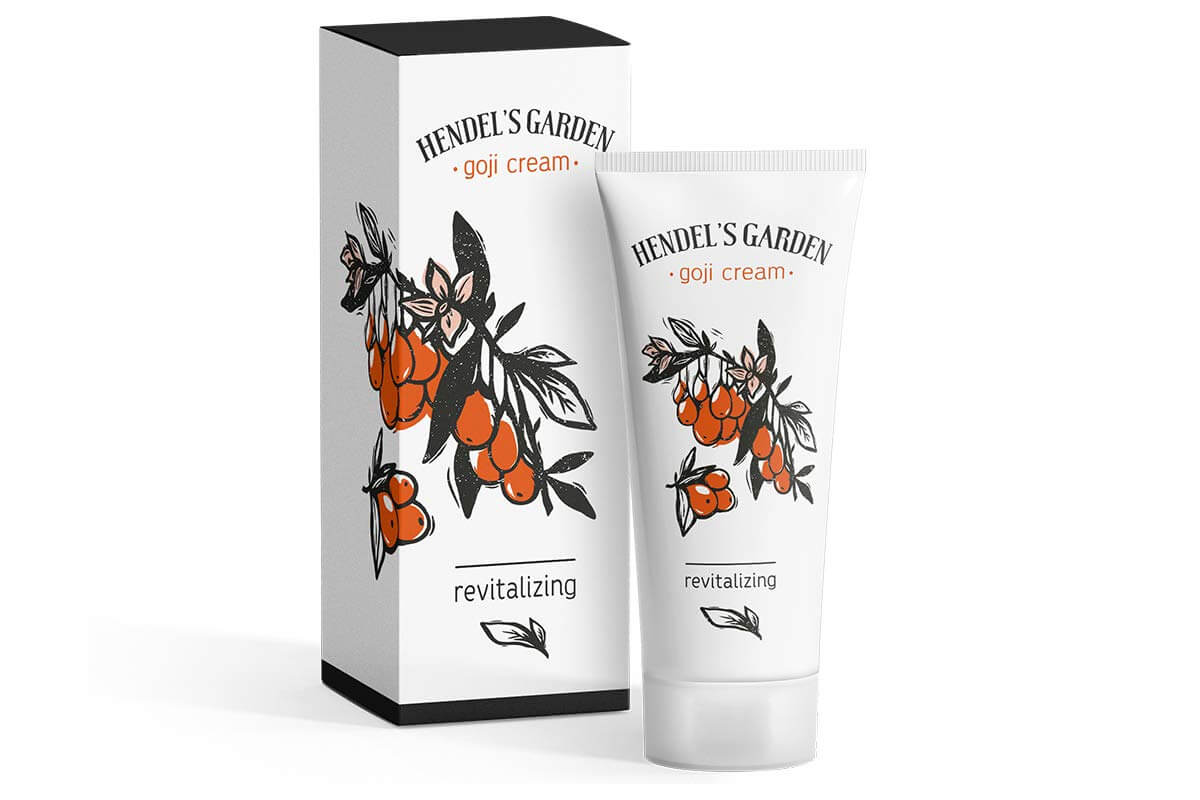 HENDEL'S GARDEN
· goji cream ·
revitalizing
HENDEL'S GARDEN
· goji cream ·
revitalizing